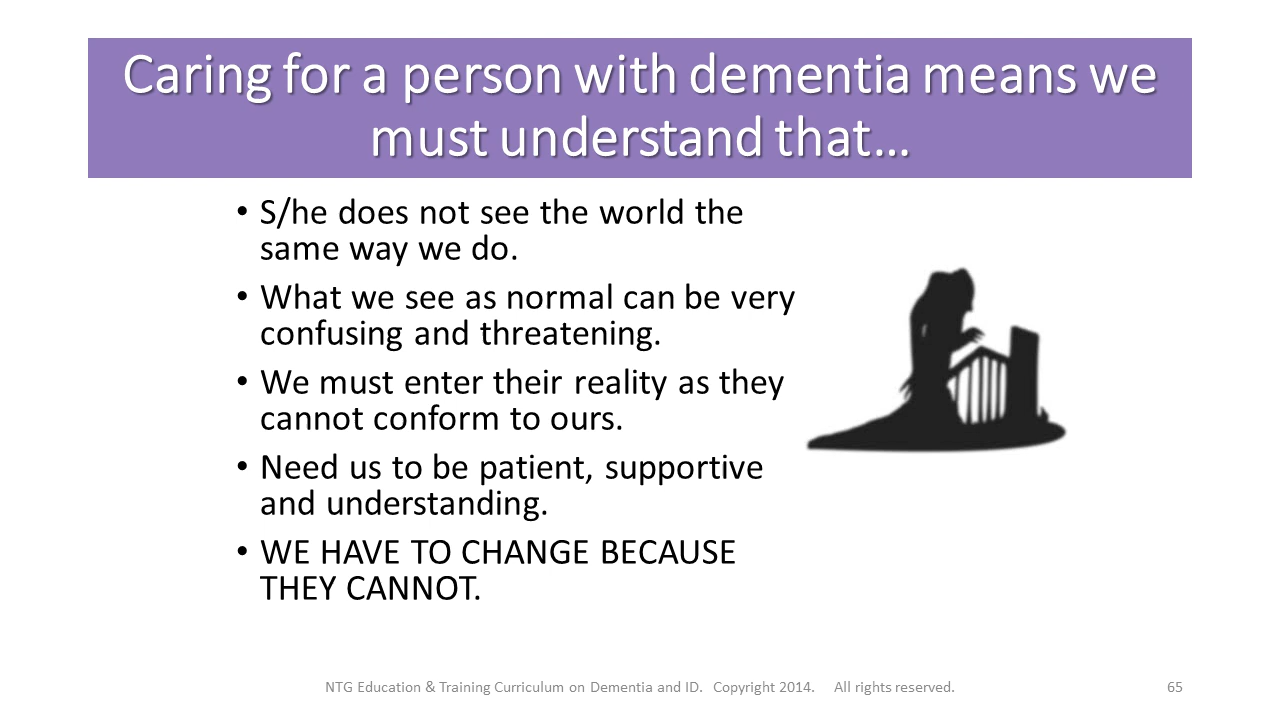 Caring for a person with dementia means we
must understand that…
• S/he does not see the world the
same way we do.
• What we see as normal can be very
confusing and threatening.
• We must enter their reality as they
cannot conform to ours.
• Need us to be patient, supportive
and understanding.
• WE HAVE TO CHANGE BECAUSE
THEY CANNOT.
NTG Education & Training Curriculum on Dementia and ID. Copyright 2014. All rights reserved. 65